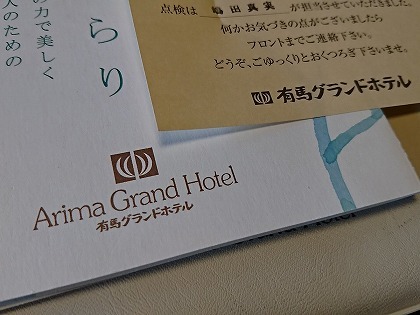 点検は 田真実 が担当させていただきました。
何かお気づきの点がございましたら
フロントまでご連絡下さい。
どうぞ、ごゆっくりとおくつろぎ下さいませ。
有馬グランドホテル
らり
の力で美しく
人のための
Arima Grand Hotel
有馬グランドホテル